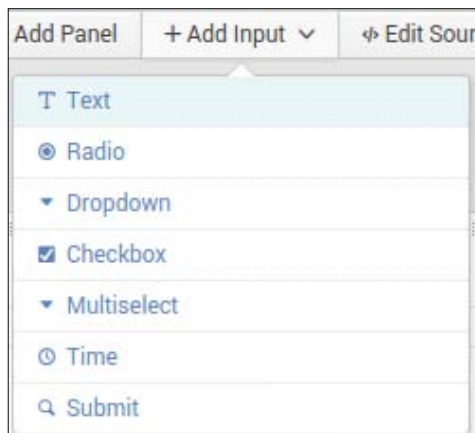 Add Panel + Add Input Edit Sour
Text
Radio
Dropdown
Checkbox
Multiselect
Time
Submit